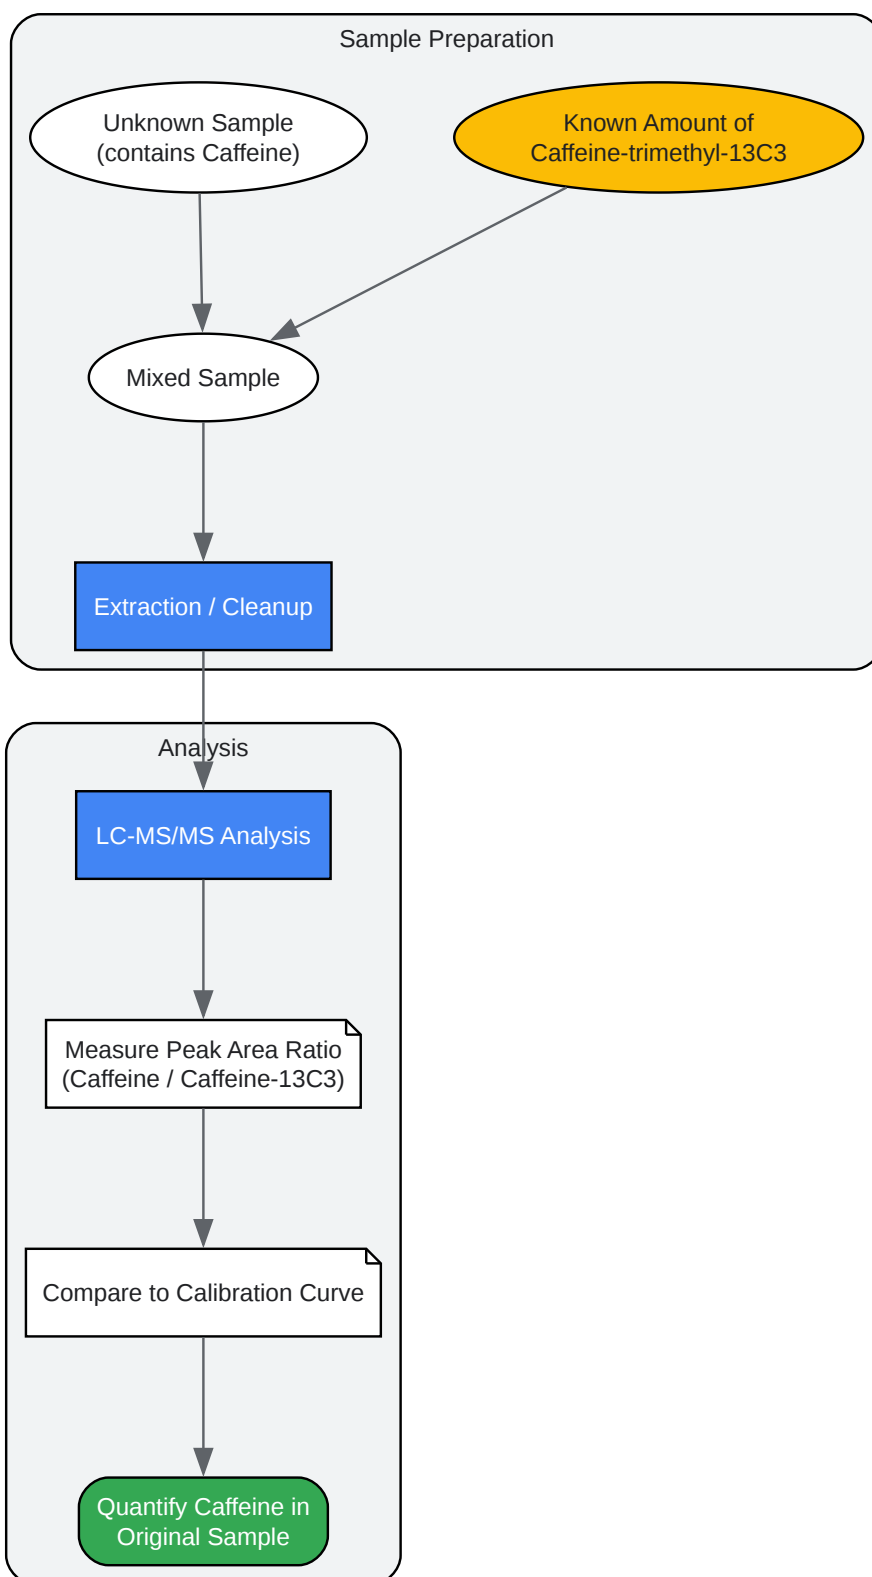 Sample Preparation
Unknown Sample
(contains Caffeine)
Known Amount of
Caffeine-trimethyl-13C3
Mixed Sample
Extraction / Cleanup
Analysis
LC-MS/MS Analysis
Measure Peak Area Ratio
(Caffeine / Caffeine-13C3)
Compare to Calibration Curve
Quantify Caffeine in
Original Sample